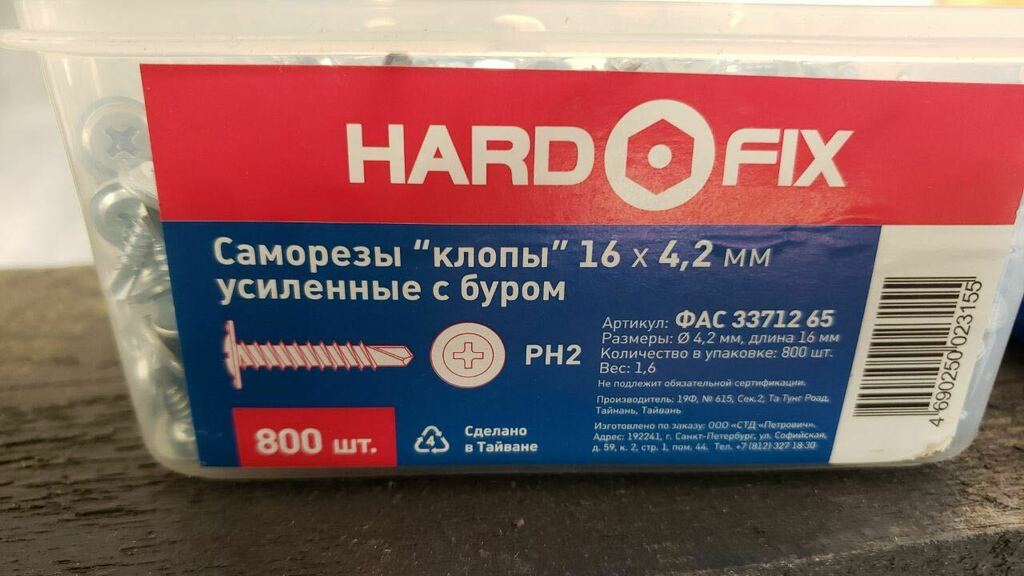 HARD FIX
Саморезы “клопы” 16 х 4,2 мм
усиленные с буром
PH2
Артикул: ФАС 33712 65
Размеры: Ø 4,2 мм, длина 16 мм
Количество в упаковке: 800 шт.
Вес: 1,6
Не подлежит обязательной сертификации.
Производитель: 19Ф, № 615, Сек.2, Та Тунг Роад,
Тайнань, Тайвань
Изготовлено по заказу: ООО «СТД «Петрович».
Адрес: 192241, г. Санкт-Петербург, ул. Софийская,
д. 59, к. 2, стр. 1, пом. 44. Тел. +7 (812) 327-18-30
800 шт.
4
Сделано
в Тайване
4 690250 023155